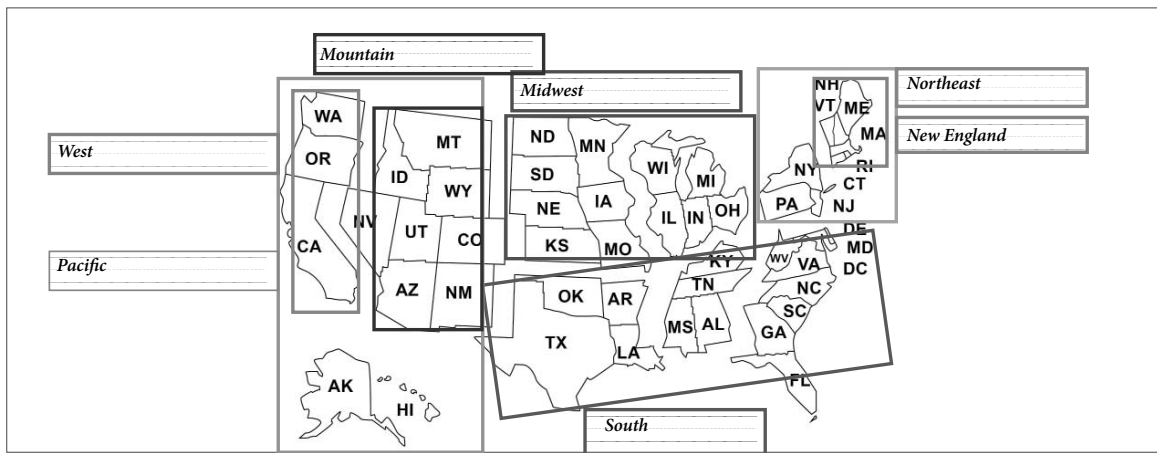 Mountain
Midwest
Northeast
New England
West
Pacific
South
WA
OR
CA
NV
ID
MT
WY
UT
CO
AZ
NM
AK
HI
ND
SD
NE
KS
MN
IA
MO
WI
IL
MI
IN
OH
NH
VT
ME
MA
RI
CT
NY
PA
NJ
DE
MD
DC
WV
VA
KY
TN
NC
SC
OK
AR
MS
AL
GA
TX
LA
FL